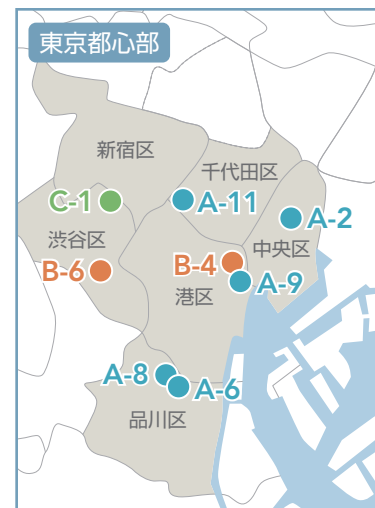 東京都心部
新宿区
千代田区
C-1
A-11
A-2
渋谷区
中央区
B-6
B-4
A-9
港区
A-8
A-6
品川区